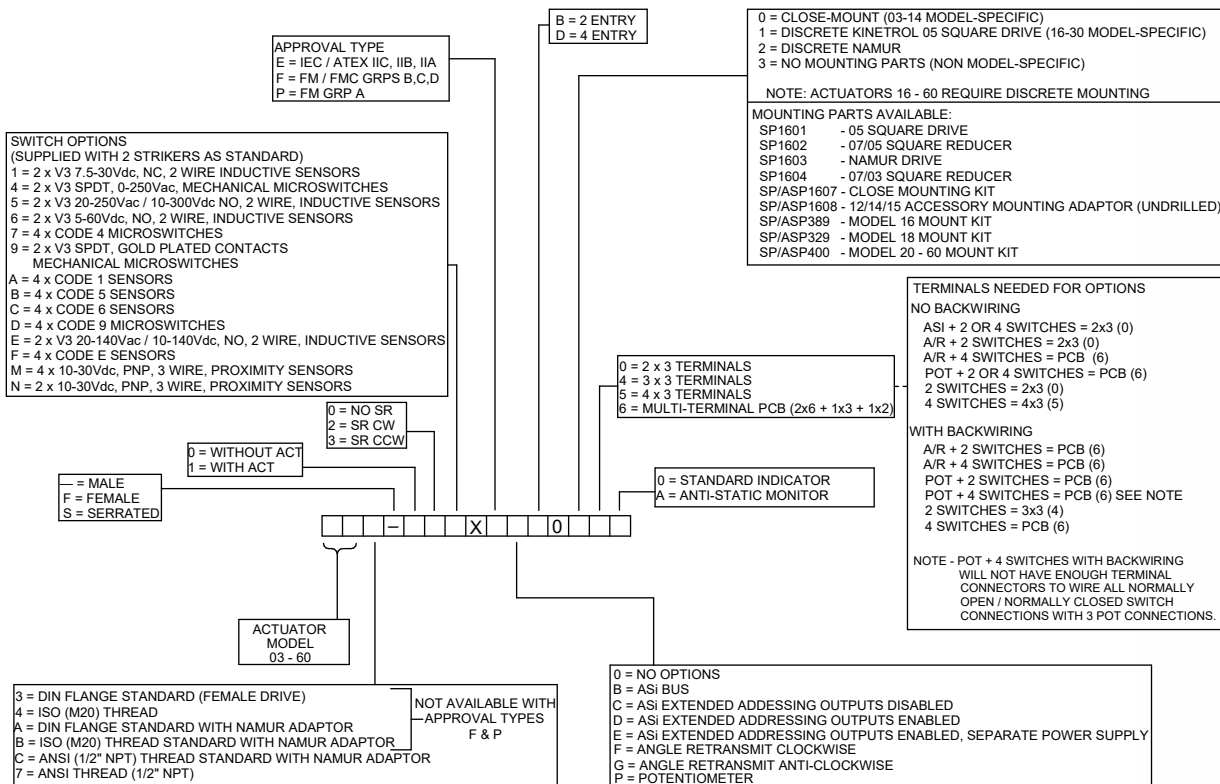 B = 2 ENTRY
D = 4 ENTRY
0 = CLOSE-MOUNT (03-14 MODEL-SPECIFIC)
1 = DISCRETE KINETROL 05 SQUARE DRIVE (16-30 MODEL-SPECIFIC)
2 = DISCRETE NAMUR
3 = NO MOUNTING PARTS (NON MODEL-SPECIFIC)
NOTE: ACTUATORS 16 - 60 REQUIRE DISCRETE MOUNTING
MOUNTING PARTS AVAILABLE:
SP1601 - 05 SQUARE DRIVE
SP1602 - 07/05 SQUARE REDUCER
SP1603 - NAMUR DRIVE
SP1604 - 07/03 SQUARE REDUCER
SP/ASP1607 - CLOSE MOUNTING KIT
SP/ASP1608 - 12/14/15 ACCESSORY MOUNTING ADAPTOR (UNDRILLED)
SP/ASP389 - MODEL 16 MOUNT KIT
SP/ASP329 - MODEL 18 MOUNT KIT
SP/ASP400 - MODEL 20 - 60 MOUNT KIT
APPROVAL TYPE
E = IEC / ATEX IIC, IIB, IIA
F = FM / FMC GRPS B,C,D
P = FM GRP A
SWITCH OPTIONS
(SUPPLIED WITH 2 STRIKERS AS STANDARD)
1 = 2 x V3 7.5-30Vdc, NC, 2 WIRE INDUCTIVE SENSORS
4 = 2 x V3 SPDT, 0-250Vac, MECHANICAL MICROSWITCHES
5 = 2 x V3 20-250Vac / 10-300Vdc NO, 2 WIRE, INDUCTIVE SENSORS
6 = 2 x V3 5-60Vdc, NO, 2 WIRE, INDUCTIVE SENSORS
7 = 4 x CODE 4 MICROSWITCHES
9 = 2 x V3 SPDT, GOLD PLATED CONTACTS
MECHANICAL MICROSWITCHES
A = 4 x CODE 1 SENSORS
B = 4 x CODE 5 SENSORS
C = 4 x CODE 6 SENSORS
D = 4 x CODE 9 MICROSWITCHES
E = 2 x V3 20-140Vac / 10-140Vdc, NO, 2 WIRE, INDUCTIVE SENSORS
F = 4 x CODE E SENSORS
M = 4 x 10-30Vdc, PNP, 3 WIRE, PROXIMITY SENSORS
N = 2 x 10-30Vdc, PNP, 3 WIRE, PROXIMITY SENSORS
TERMINALS NEEDED FOR OPTIONS
NO BACKWIRING
ASI + 2 OR 4 SWITCHES = 2x3 (0)
A/R + 2 SWITCHES = 2x3 (0)
A/R + 4 SWITCHES = PCB (6)
POT + 2 OR 4 SWITCHES = PCB (6)
2 SWITCHES = 2x3 (0)
4 SWITCHES = 4x3 (5)
WITH BACKWIRING
A/R + 2 SWITCHES = PCB (6)
A/R + 4 SWITCHES = PCB (6)
POT + 2 SWITCHES = PCB (6)
POT + 4 SWITCHES = PCB (6) SEE NOTE
2 SWITCHES = 3x3 (4)
4 SWITCHES = PCB (6)
NOTE - POT + 4 SWITCHES WITH BACKWIRING
WILL NOT HAVE ENOUGH TERMINAL
CONNECTORS TO WIRE ALL NORMALLY
OPEN / NORMALLY CLOSED SWITCH
CONNECTIONS WITH 3 POT CONNECTIONS.
0 = 2 x 3 TERMINALS
4 = 3 x 3 TERMINALS
5 = 4 x 3 TERMINALS
6 = MULTI-TERMINAL PCB (2x6 + 1x3 + 1x2)
0 = NO SR
2 = SR CW
3 = SR CCW
0 = WITHOUT ACT
1 = WITH ACT
— = MALE
F = FEMALE
S = SERRATED
0 = STANDARD INDICATOR
A = ANTI-STATIC MONITOR
– X 0
ACTUATOR
MODEL
03 - 60
3 = DIN FLANGE STANDARD (FEMALE DRIVE)
4 = ISO (M20) THREAD
A = DIN FLANGE STANDARD WITH NAMUR ADAPTOR
B = ISO (M20) THREAD STANDARD WITH NAMUR ADAPTOR
C = ANSI (1/2" NPT) THREAD STANDARD WITH NAMUR ADAPTOR
7 = ANSI THREAD (1/2" NPT)
NOT AVAILABLE WITH
APPROVAL TYPES
F & P
0 = NO OPTIONS
B = ASi BUS
C = ASi EXTENDED ADDESSING OUTPUTS DISABLED
D = ASi EXTENDED ADDRESSING OUTPUTS ENABLED
E = ASi EXTENDED ADDRESSING OUTPUTS ENABLED, SEPARATE POWER SUPPLY
F = ANGLE RETRANSMIT CLOCKWISE
G = ANGLE RETRANSMIT ANTI-CLOCKWISE
P = POTENTIOMETER